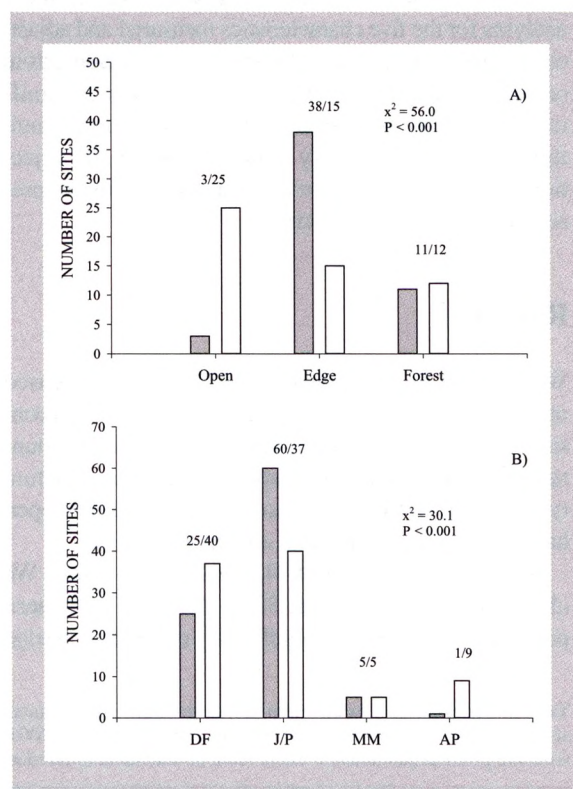 A)
x² = 56.0
P < 0.001
NUMBER OF SITES
50
45
40
35
30
25
20
15
10
5
0
3/25
38/15
11/12
Open
Edge
Forest
B)
x² = 30.1
P < 0.001
NUMBER OF SITES
70
60
50
40
30
20
10
0
25/40
60/37
5/5
1/9
DF
J/P
MM
AP